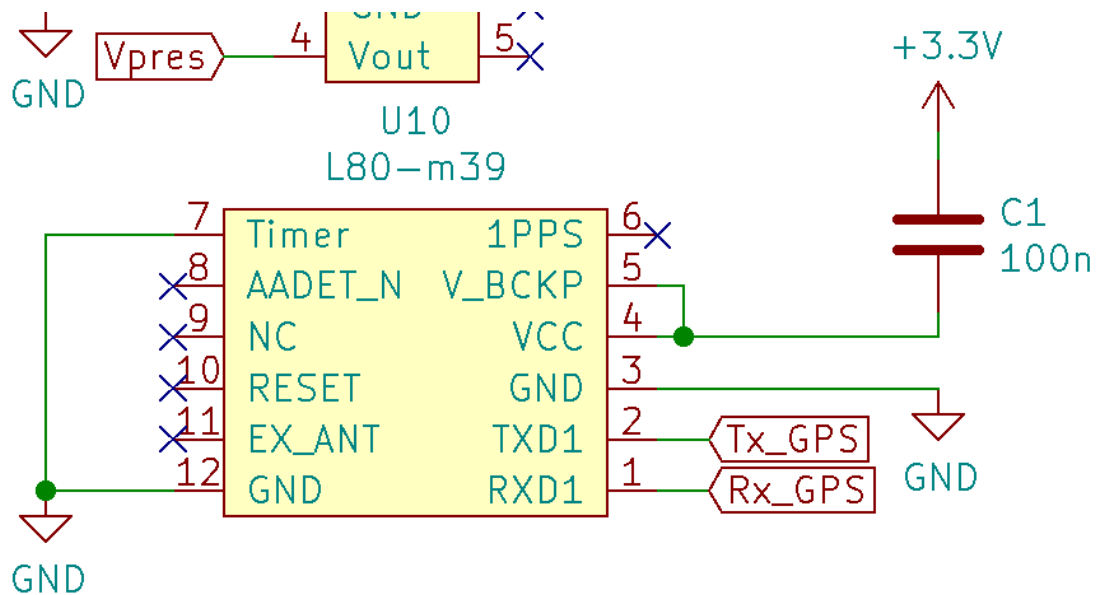 GND
Vpres
4
GND
Vout
5
+3.3V
U10
L80-m39
7
Timer
1PPS
6
C1
100n
8
AADET_N
V_BCKP
5
9
NC
VCC
4
10
RESET
GND
3
11
EX_ANT
TXD1
2
Tx_GPS
12
GND
RXD1
1
Rx_GPS
GND
GND